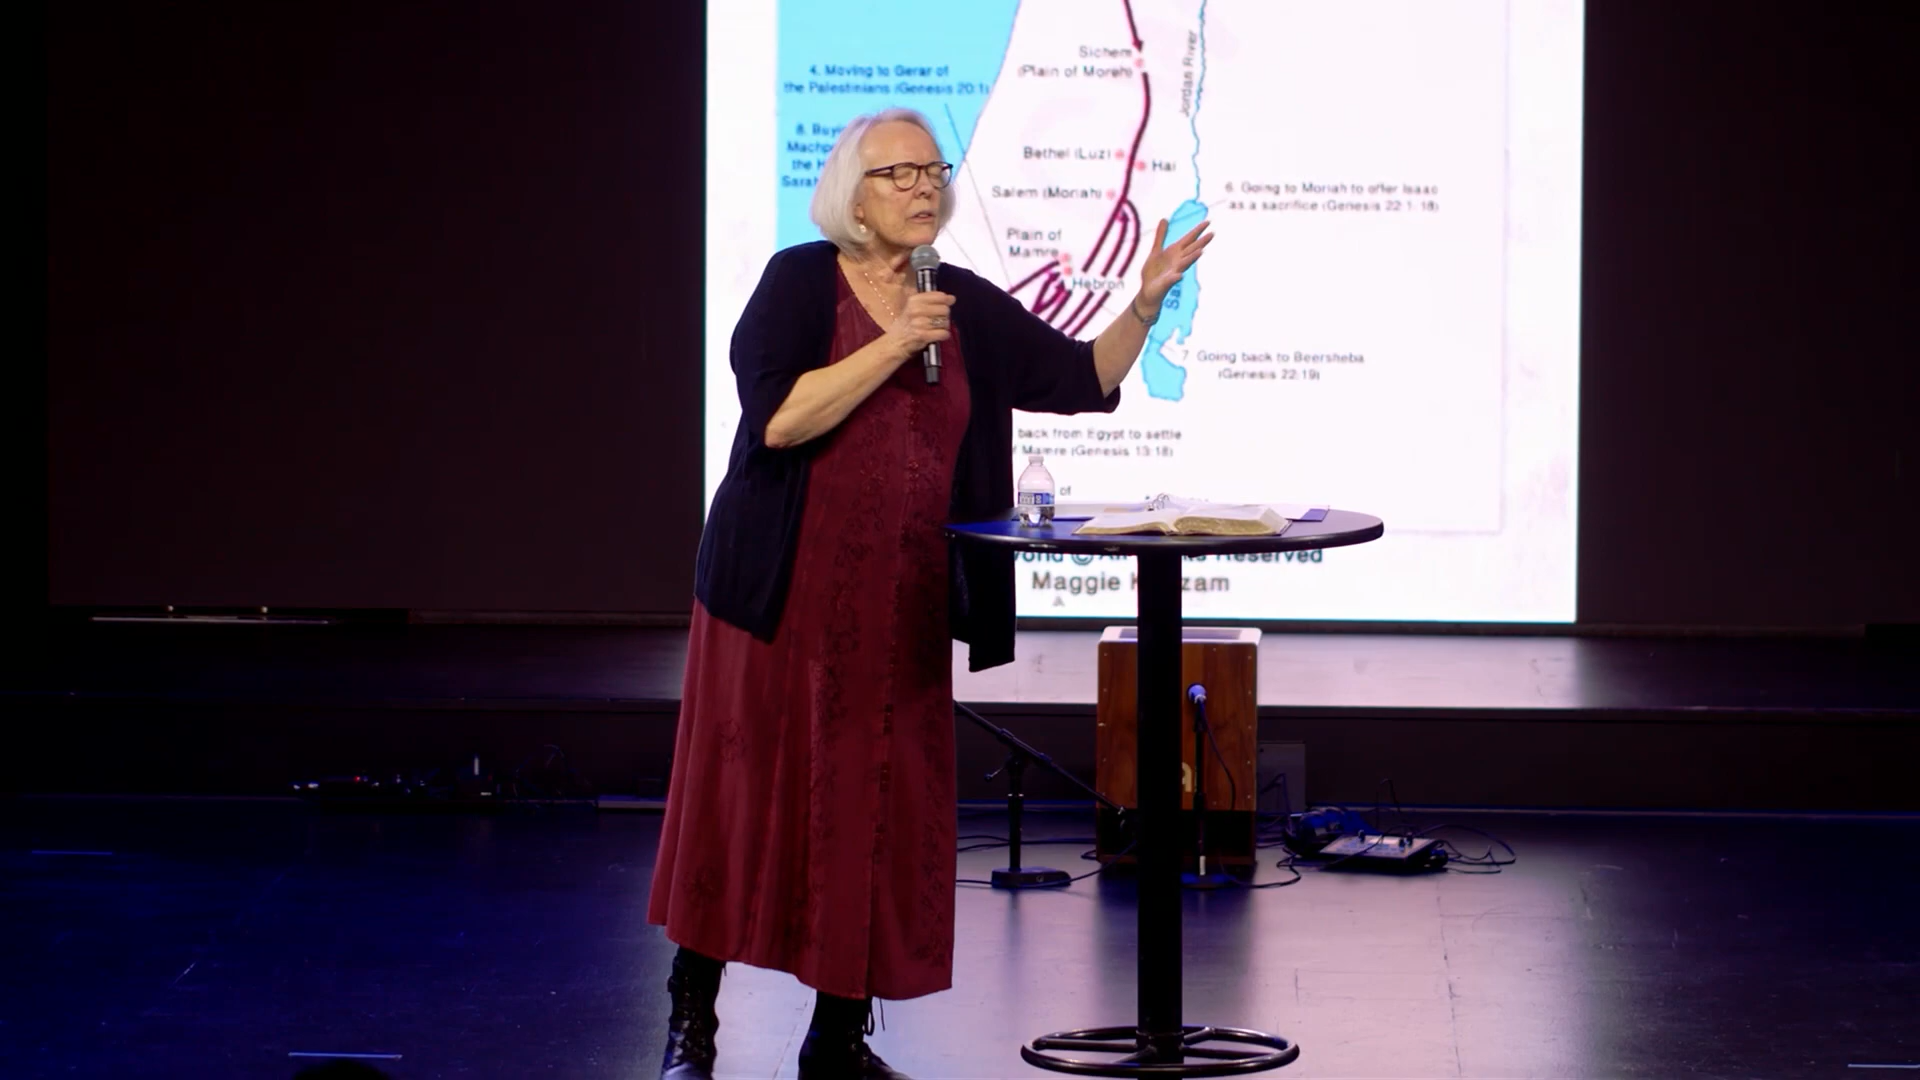 Sichem
(Plain of Moreh)
Jordan River
4. Moving to Gerar of
the Palestinians (Genesis 20:1)
8.
the
Bethel (Luz)
Hai
Salem (Moriah)
6. Going to Moriah to offer Isaac
as a sacrifice (Genesis 22:1-18)
Plain of
Mamre
Hebron
7 Going back to Beersheba
(Genesis 22:19)
back from Egypt to settle
Mamre (Genesis 13:18)
of
© All Reserved
Maggie